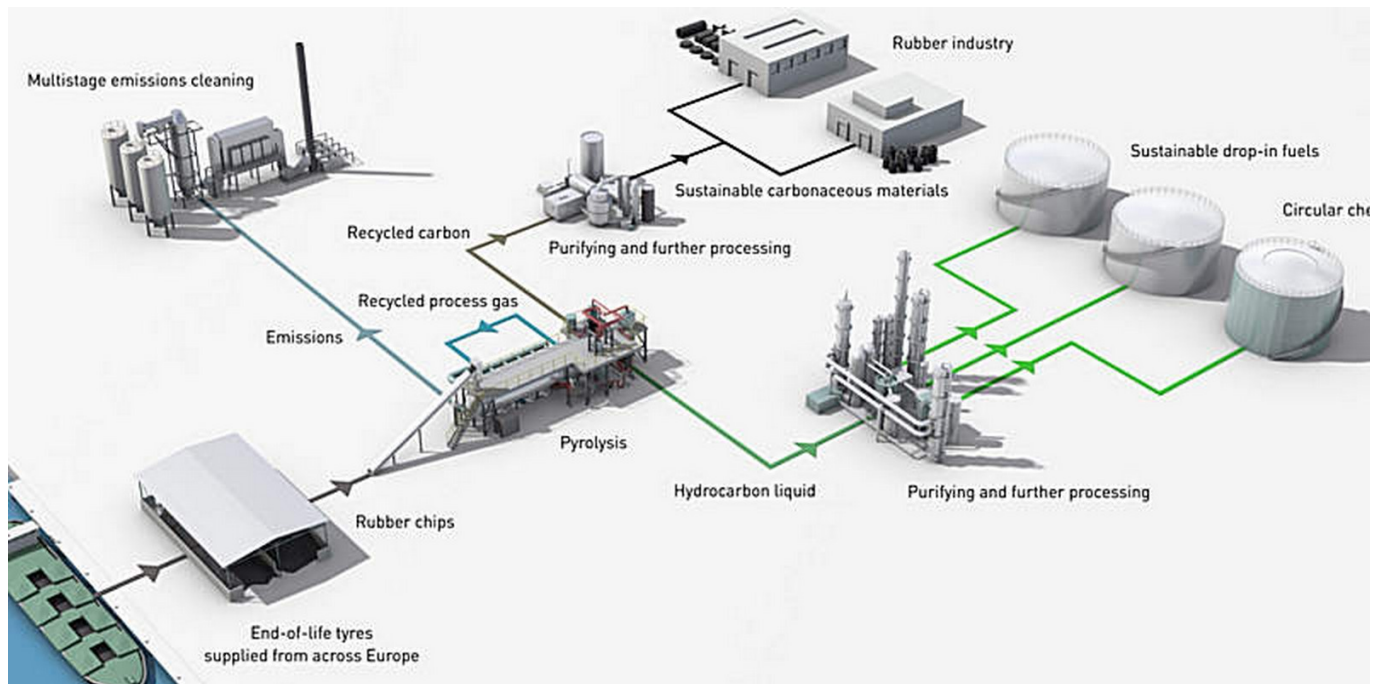 Rubber industry
Multistage emissions cleaning
Sustainable drop-in fuels
Sustainable carbonaceous materials
Circular che
Recycled carbon
Purifying and further processing
Recycled process gas
Emissions
Pyrolysis
Hydrocarbon liquid
Purifying and further processing
Rubber chips
End-of-life tyres
supplied from across Europe